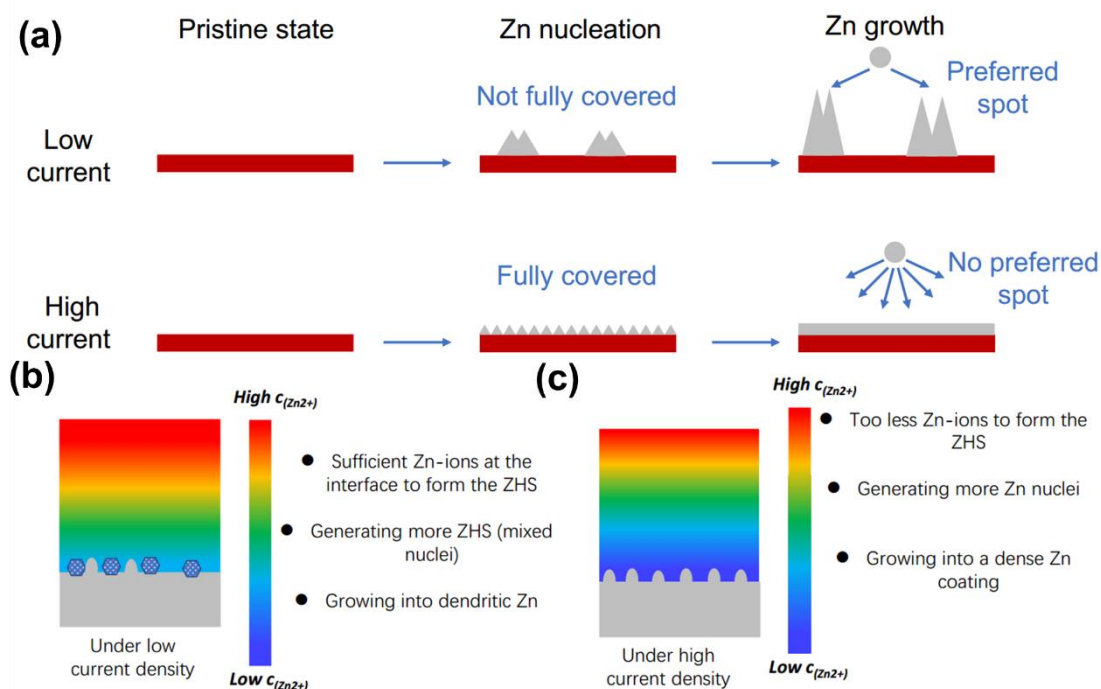 (a)
Pristine state
Zn nucleation
Zn growth
Low
current
Not fully covered
Preferred
spot
High
current
Fully covered
No preferred
spot
(b)
High c(Zn2+)
● Sufficient Zn-ions at the
interface to form the ZHS
● Generating more ZHS (mixed
nuclei)
● Growing into dendritic Zn
Under low
current density
Low c(Zn2+)
(c)
High c(Zn2+)
● Too less Zn-ions to form the
ZHS
● Generating more Zn nuclei
● Growing into a dense Zn
coating
Under high
current density
Low c(Zn2+)